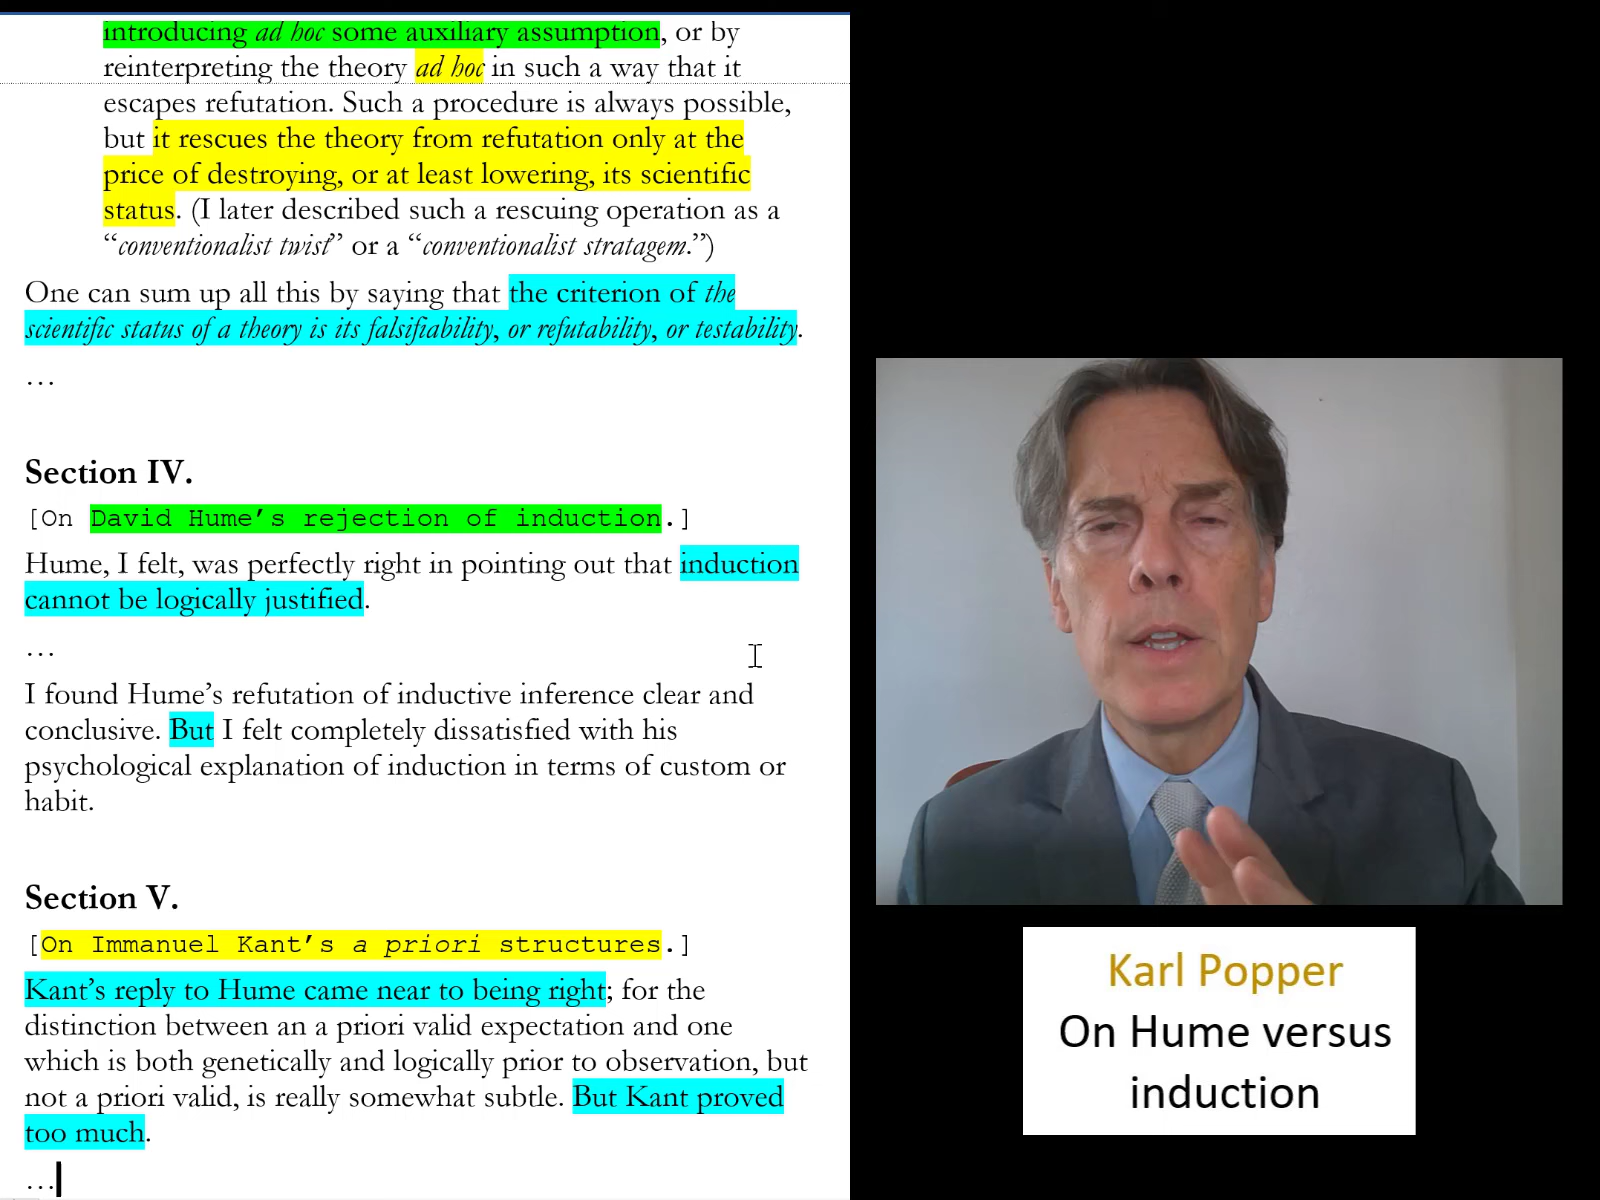 introducing ad hoc some auxiliary assumption, or by
reinterpreting the theory ad hoc in such a way that it
escapes refutation. Such a procedure is always possible,
but it rescues the theory from refutation only at the
price of destroying, or at least lowering, its scientific
status. (I later described such a rescuing operation as a
“conventionalist twist” or a “conventionalist stratagem.”)
One can sum up all this by saying that the criterion of the
scientific status of a theory is its falsifiability, or refutability, or testability.
…
Section IV.
[On David Hume’s rejection of induction.]
Hume, I felt, was perfectly right in pointing out that induction
cannot be logically justified.
…
I found Hume’s refutation of inductive inference clear and
conclusive. But I felt completely dissatisfied with his
psychological explanation of induction in terms of custom or
habit.
Section V.
[On Immanuel Kant’s a priori structures.]
Kant’s reply to Hume came near to being right; for the
distinction between an a priori valid expectation and one
which is both genetically and logically prior to observation, but
not a priori valid, is really somewhat subtle. But Kant proved
too much.
…
Karl Popper
On Hume versus
induction